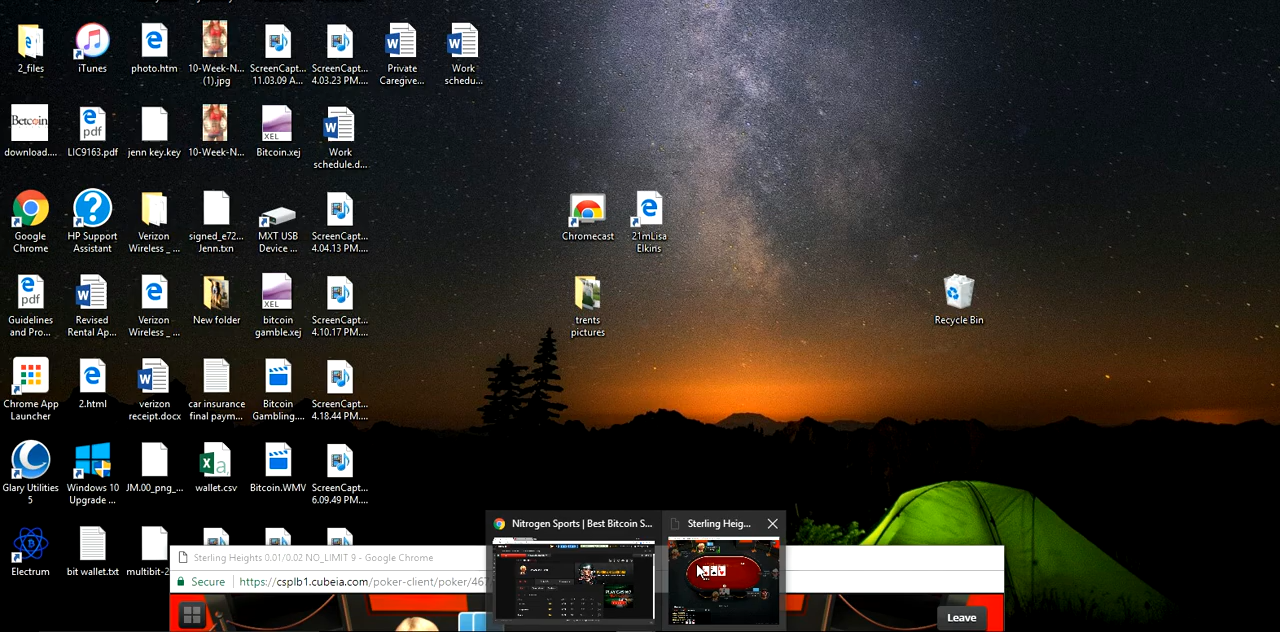 2_files
iTunes
photo.htm
10-Week-N...
(1).jpg
ScreenCapt...
11.03.09 A...
ScreenCapt...
4.03.23 PM....
Private
Caregive...
Work
schedu...
Betcoin
download....
pdf
LIC9163.pdf
jenn key.key
10-Week-N...
XEL
Bitcoin.xej
Work
schedule.d...
Google
Chrome
HP Support
Assistant
Verizon
Wireless _ ...
signed_e72...
Jenn.txn
MXT USB
Device ...
ScreenCapt...
4.04.13 PM....
Chromecast
21mLisa
Elkins
pdf
Guidelines
and Pro...
Revised
Rental Ap...
Verizon
Wireless _ ...
New folder
XEL
bitcoin
gamble.xej
ScreenCapt...
4.10.17 PM....
trents
pictures
Recycle Bin
Chrome App
Launcher
2.html
verizon
receipt.docx
car insurance
final paym...
Bitcoin
Gambling....
ScreenCapt...
4.18.44 PM....
Glary Utilities
5
Windows 10
Upgrade ...
JM.00_png_...
wallet.csv
Bitcoin.WMV
ScreenCapt...
6.09.49 PM....
Electrum
bit wallet.txt
multibit-2
Nitrogen Sports | Best Bitcoin S...
Sterling Heig...
Sterling Heights 0.01/0.02 NO_LIMIT 9 - Google Chrome
Secure
https://csplb1.cubeia.com/poker-client/poker/467
Leave